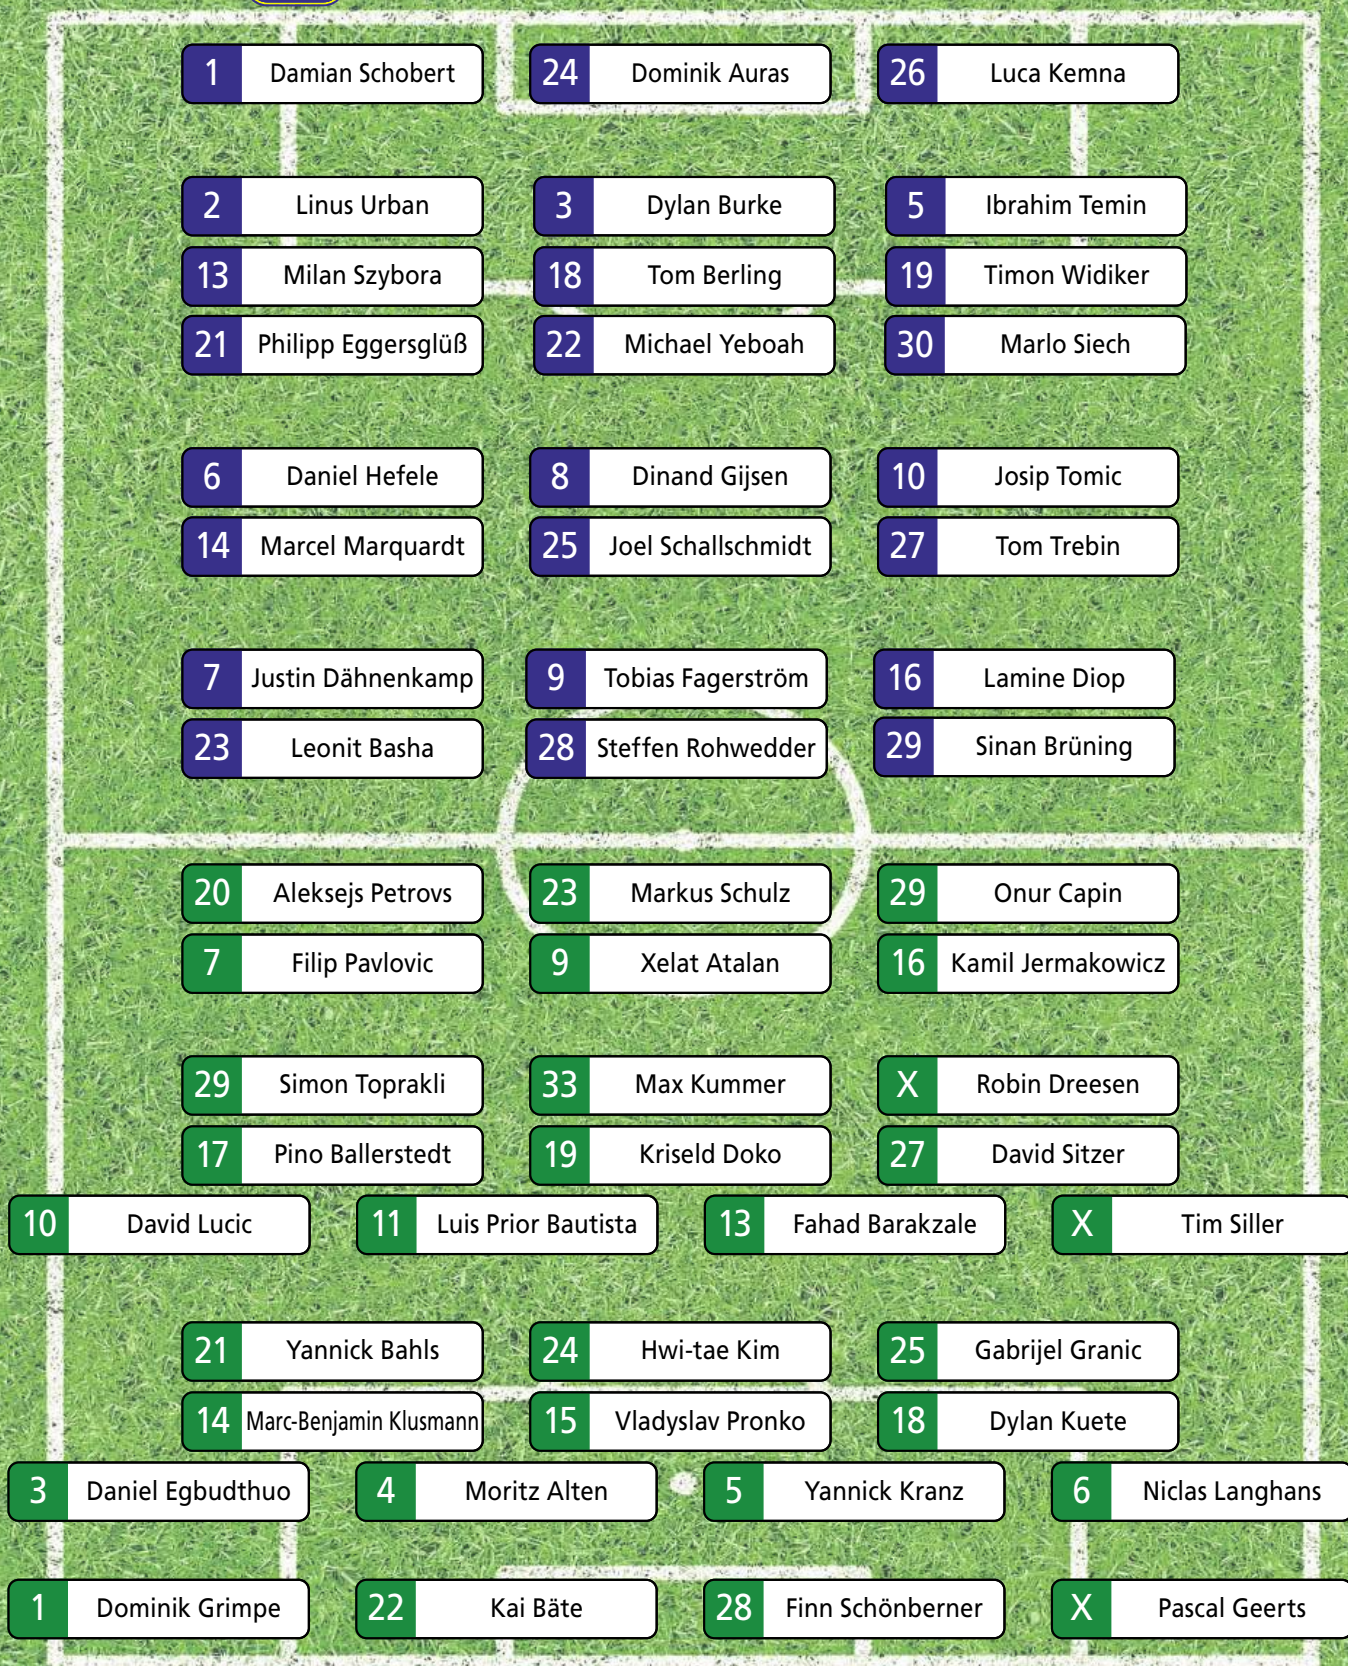 1 Damian Schobert 24 Dominik Auras 26 Luca Kemna
2 Linus Urban 3 Dylan Burke 5 Ibrahim Temin
13 Milan Szybora 18 Tom Berling 19 Timon Widiker
21 Philipp Eggersglüß 22 Michael Yeboah 30 Marlo Siech
6 Daniel Hefele 8 Dinand Gijsen 10 Josip Tomic
14 Marcel Marquardt 25 Joel Schallschmidt 27 Tom Trebin
7 Justin Dähnenkamp 9 Tobias Fagerström 16 Lamine Diop
23 Leonit Basha 28 Steffen Rohwedder 29 Sinan Brüning
20 Aleksejs Petrovs 23 Markus Schulz 29 Onur Capin
7 Filip Pavlovic 9 Xelat Atalan 16 Kamil Jermakowicz
29 Simon Toprakli 33 Max Kummer X Robin Dreesen
17 Pino Ballerstedt 19 Kriseld Doko 27 David Sitzer
10 David Lucic 11 Luis Prior Bautista 13 Fahad Barakzale X Tim Siller
21 Yannick Bahls 24 Hwi-tae Kim 25 Gabrijel Granic
14 Marc-Benjamin Klusmann 15 Vladyslav Pronko 18 Dylan Kuete
3 Daniel Egbudthuo 4 Moritz Alten 5 Yannick Kranz 6 Niclas Langhans
1 Dominik Grimpe 22 Kai Bäte 28 Finn Schönberner X Pascal Geerts